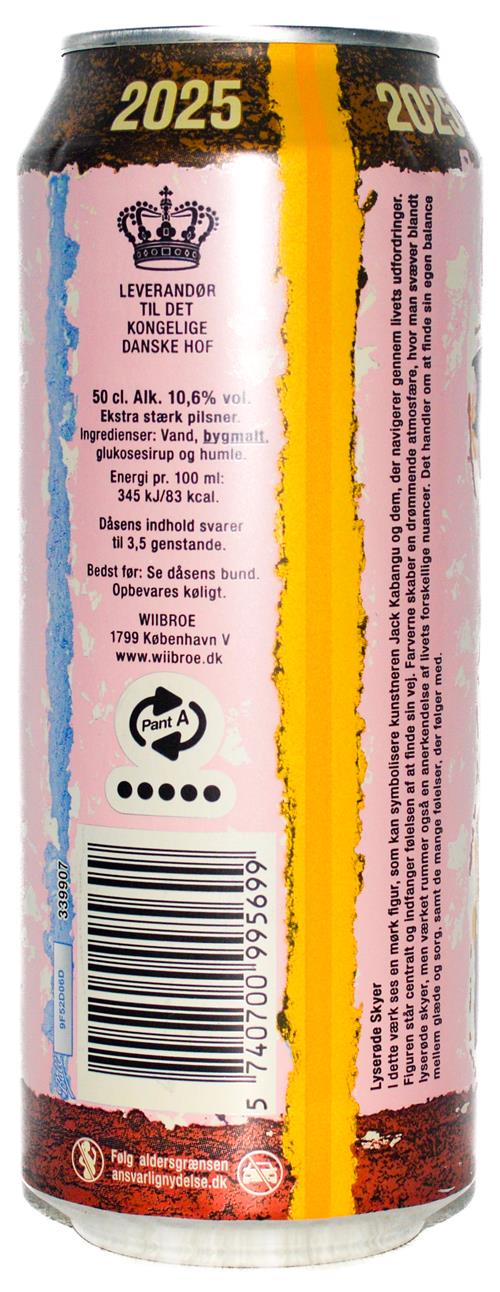 2025
2025
LEVERANDØR
TIL DET
KONGELIGE
DANSKE HOF
50 cl. Alk. 10,6% vol.
Ekstra stærk pilsner.
Ingredienser: Vand, bygmalt,
glukosesirup og humle.
Energi pr. 100 ml:
345 kJ/83 kcal.
Dåsens indhold svarer
til 3,5 genstande.
Bedst før: Se dåsens bund.
Opbevares køligt.
WIIBROE
1799 København V
www.wiibroe.dk
Pant A
339907
9F52D06D
5 740700 995699
Følg aldersgrænsen
ansvarlignydelse.dk
Lyserøde Skyer
I dette værk ses en mørk figur, som kan symbolisere kunstneren Jack Kabangu og dem, der navigerer gennem livets udfordringer.
Figuren står centralt og indfanger følelsen af at finde sin vej. Farverne skaber en drømmende atmosfære, hvor man svæver blandt
lyserøde skyer, men værket rummer også en anerkendelse af livets forskellige nuancer. Det handler om at finde sin egen balance
mellem glæde og sorg, samt de mange følelser, der følger med.